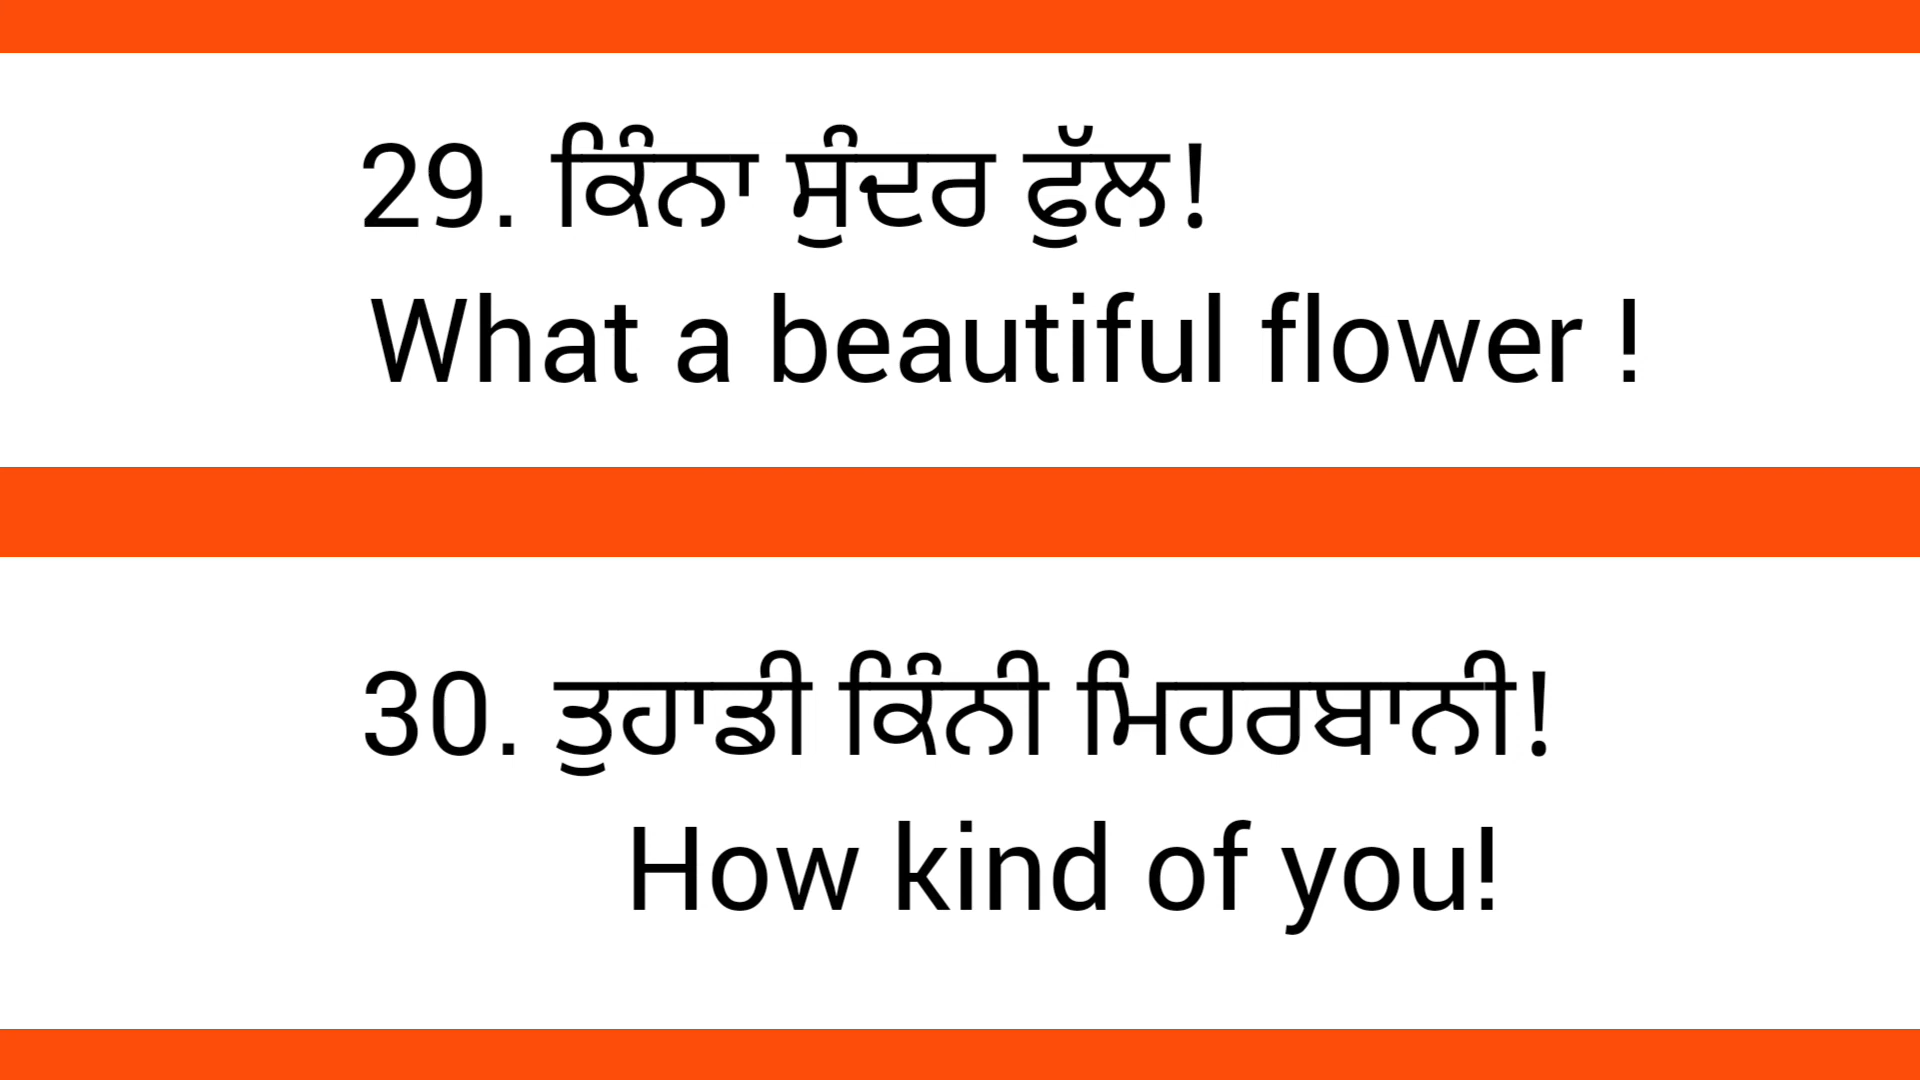 29. ਕਿੰਨਾ ਸੁੰਦਰ ਫੁੱਲ!
What a beautiful flower !
30. ਤੁਹਾਡੀ ਕਿੰਨੀ ਮਿਹਰਬਾਨੀ!
How kind of you!